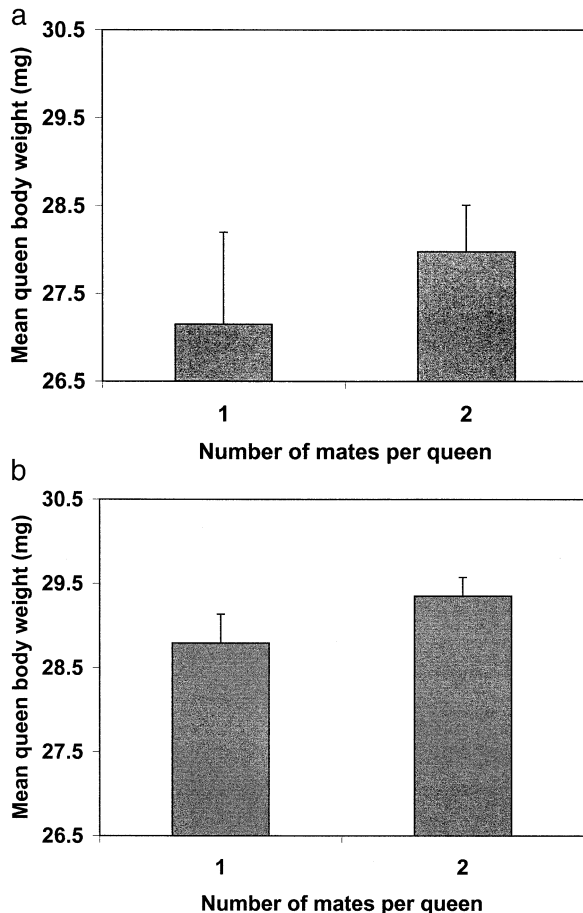 a
Mean queen body weight (mg)
30.5
29.5
28.5
27.5
26.5
1 2
Number of mates per queen
b
Mean queen body weight (mg)
30.5
29.5
28.5
27.5
26.5
1 2
Number of mates per queen